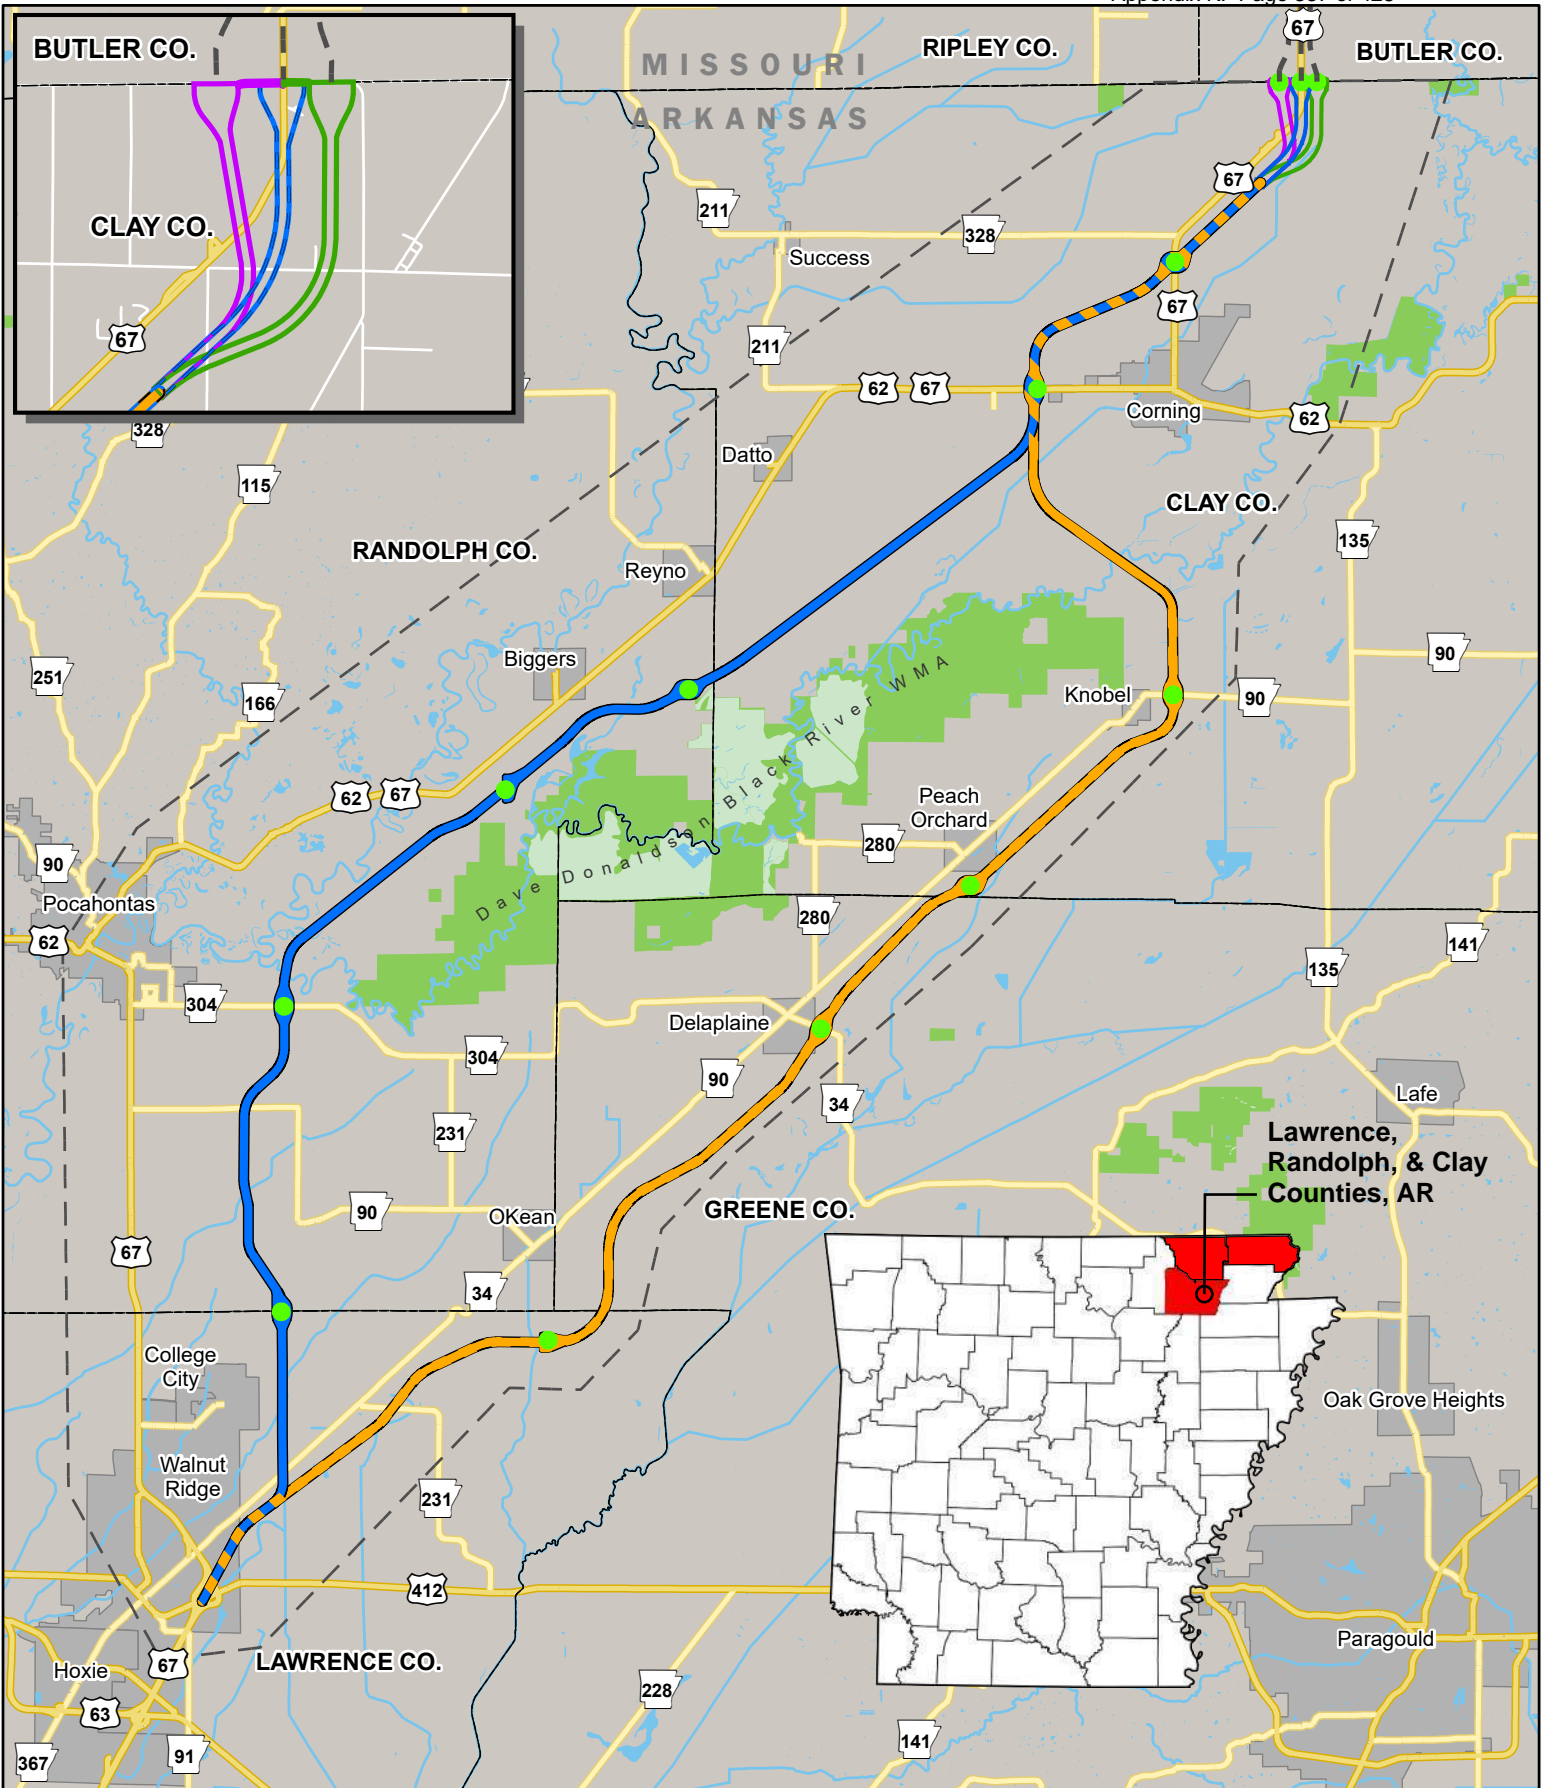 67
BUTLER CO.
RIPLEY CO.
BUTLER CO.
MISSOURI
ARKANSAS
67
211
CLAY CO.
328
Success
67
67
211
62
67
Corning
62
328
Datto
115
CLAY CO.
135
RANDOLPH CO.
Reyno
Biggers
90
251
166
Knobel
90
Dave Donaldson Black River WMA
62
67
Peach
Orchard
280
90
Pocahontas
280
62
141
135
304
Delaplaine
304
90
34
Lafe
231
Lawrence,
Randolph, & Clay
Counties, AR
90
OKean
GREENE CO.
67
34
College
City
Oak Grove Heights
Walnut
Ridge
231
412
Paragould
LAWRENCE CO.
67
Hoxie
228
63
141
91
367